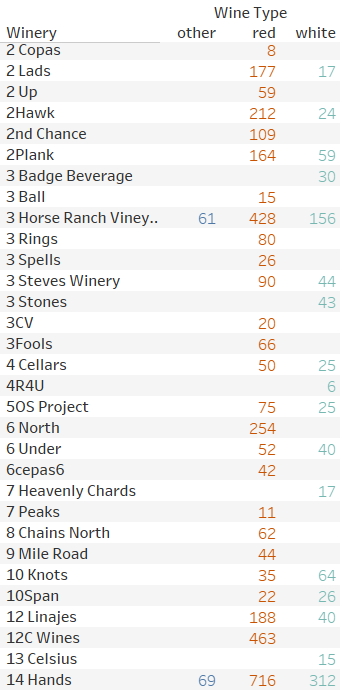 Wine Type
Winery other red white
2 Copas 8
2 Lads 177 17
2 Up 59
2Hawk 212 24
2nd Chance 109
2Plank 164 59
3 Badge Beverage 30
3 Ball 15
3 Horse Ranch Viney.. 61 428 156
3 Rings 80
3 Spells 26
3 Steves Winery 90 44
3 Stones 43
3CV 20
3Fools 66
4 Cellars 50 25
4R4U 6
5OS Project 75 25
6 North 254
6 Under 52 40
6cepas6 42
7 Heavenly Chards 17
7 Peaks 11
8 Chains North 62
9 Mile Road 44
10 Knots 35 64
10Span 22 26
12 Linajes 188 40
12C Wines 463
13 Celsius 15
14 Hands 69 716 312